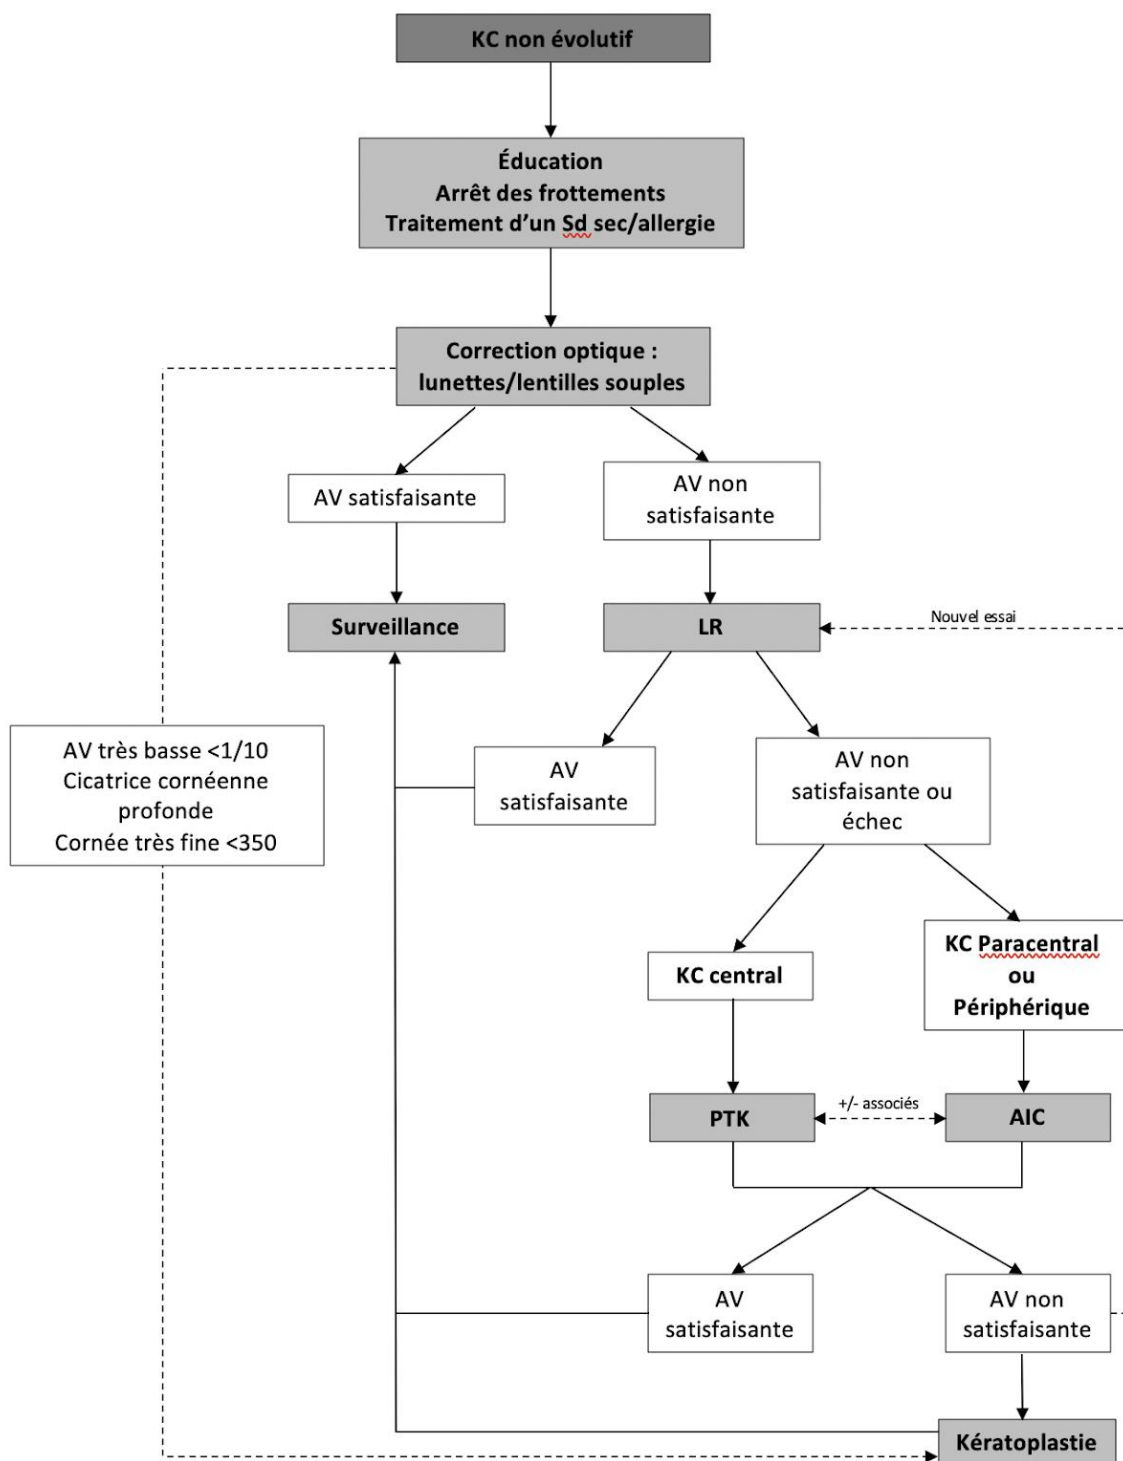 KC non évolutif
Éducation
Arrêt des frottements
Traitement d’un Sd sec/allergie
Correction optique :
lunettes/lentilles souples
AV satisfaisante
AV non
satisfaisante
Surveillance
LR
Nouvel essai
AV très basse <1/10
Cicatrice cornéenne
profonde
Cornée très fine <350
AV
satisfaisante
AV non
satisfaisante ou
échec
KC central
KC Paracentral
ou
Périphérique
PTK
+/- associés
AIC
AV
satisfaisante
AV non
satisfaisante
Kératoplastie